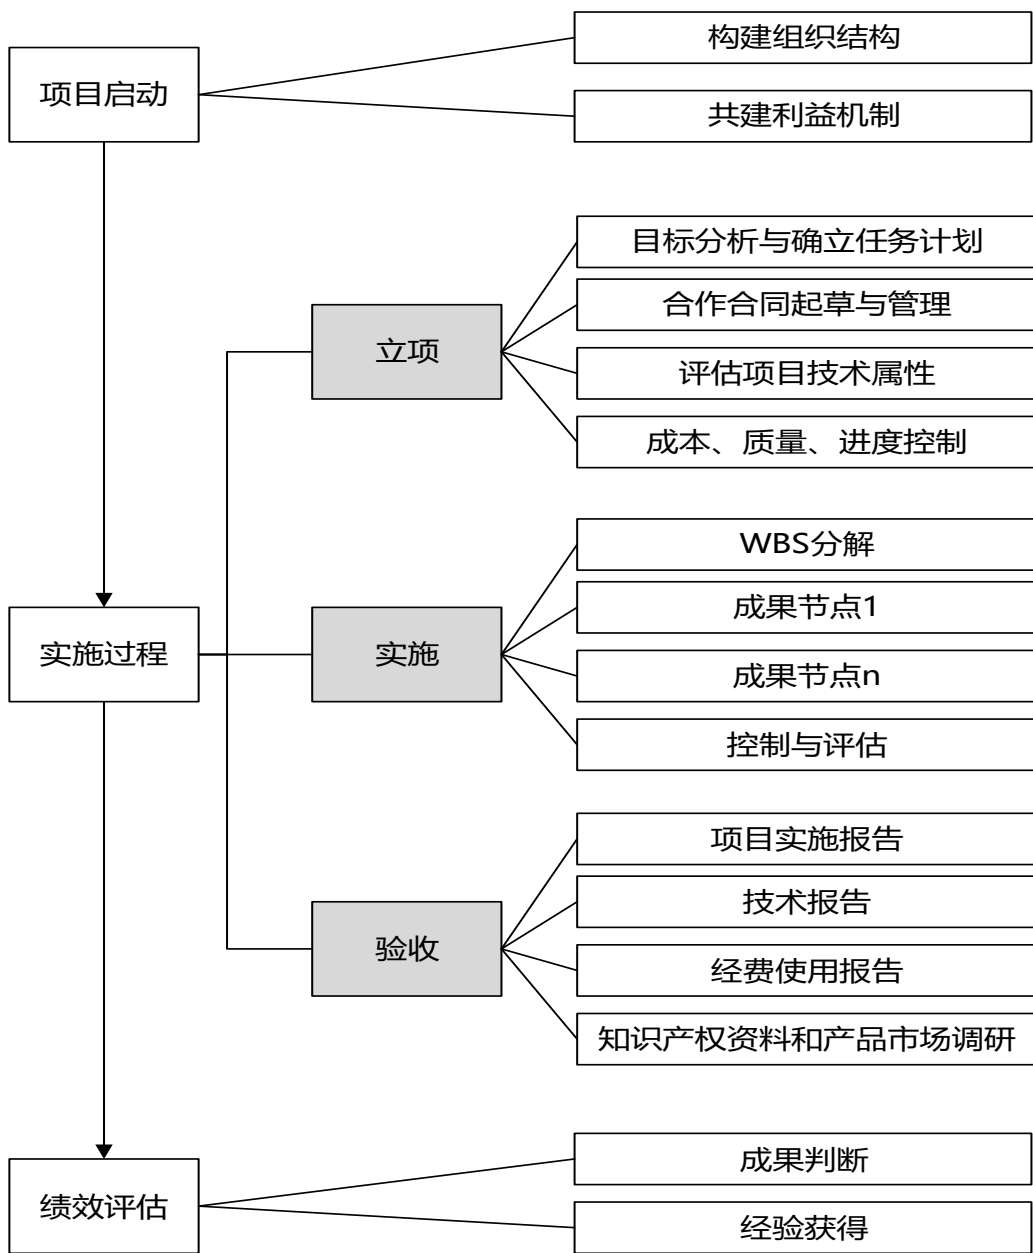 项目启动
构建组织结构
共建利益机制
实施过程
立项
目标分析与确立任务计划
合作合同起草与管理
评估项目技术属性
成本、质量、进度控制
实施
WBS分解
成果节点1
成果节点n
控制与评估
验收
项目实施报告
技术报告
经费使用报告
知识产权资料和产品市场调研
绩效评估
成果判断
经验获得